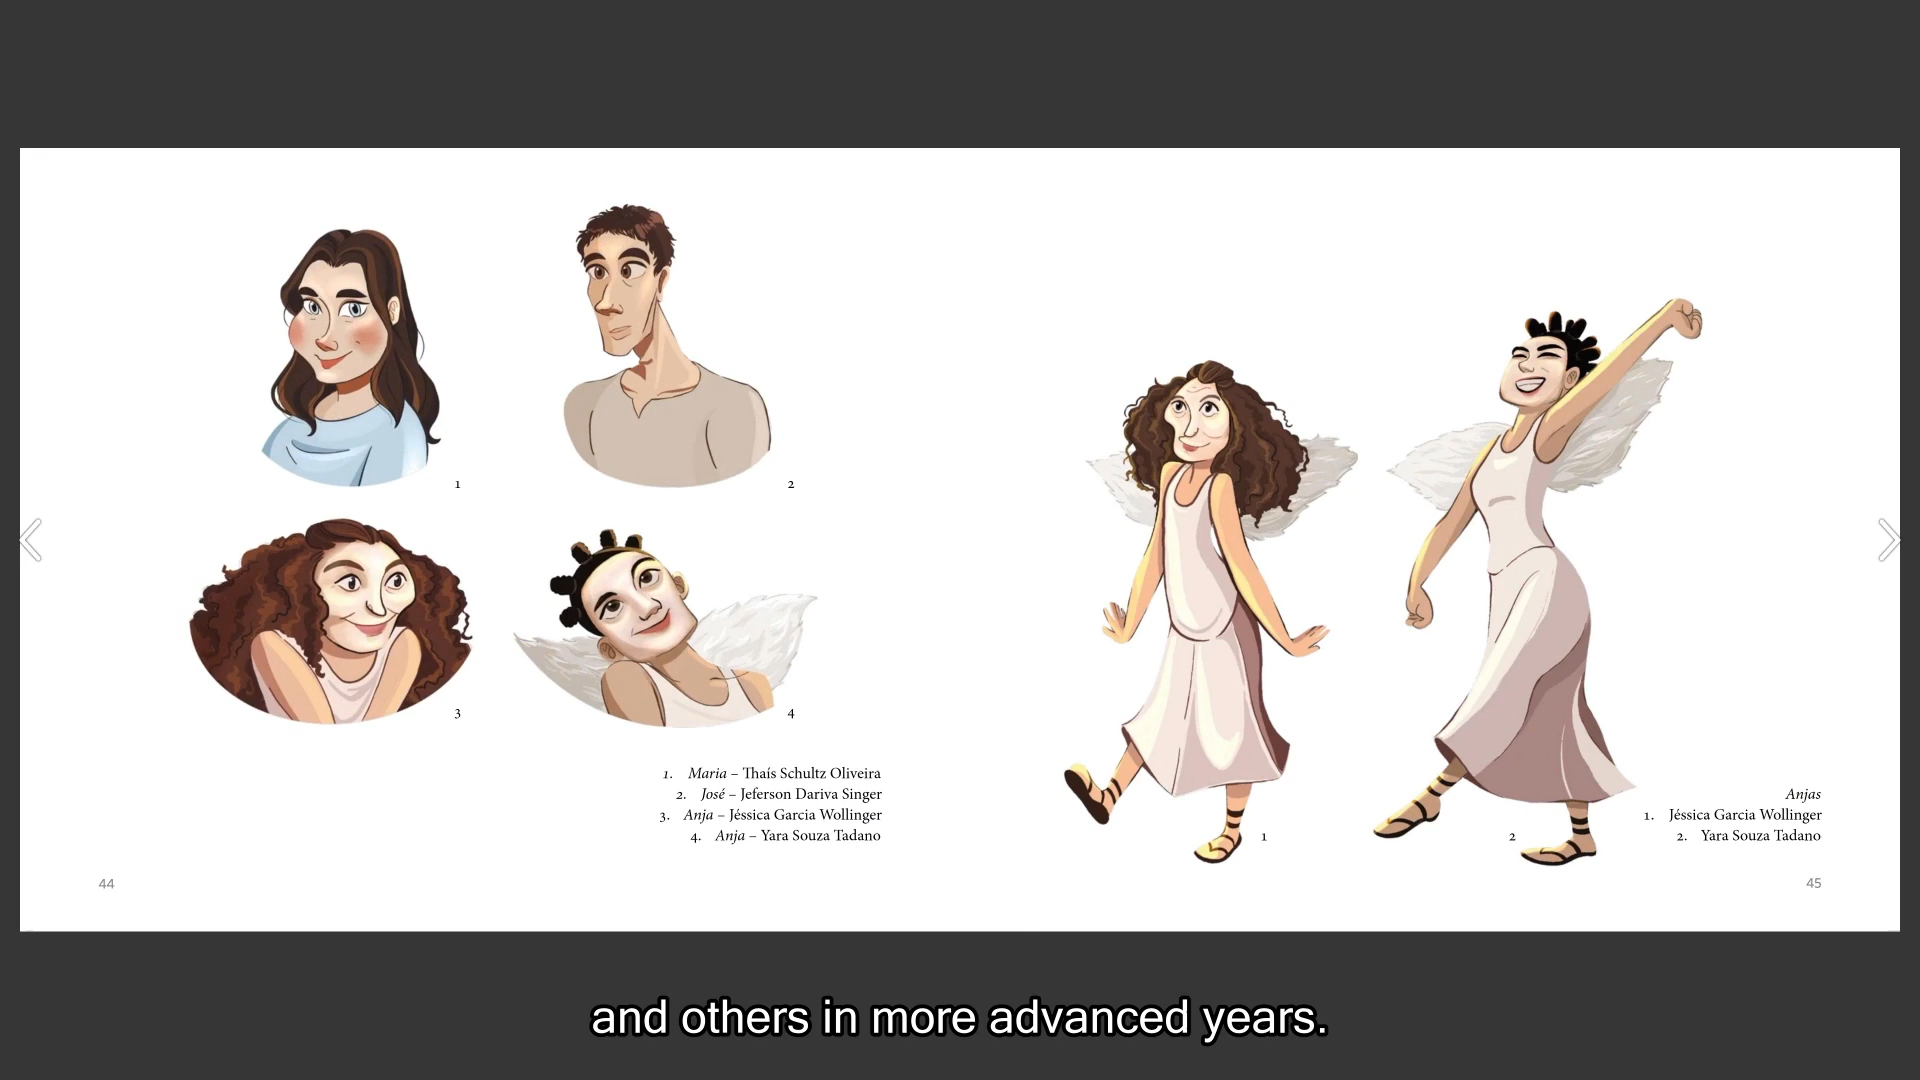 1
2
3
4
1. Maria – Thaís Schultz Oliveira
2. José – Jeferson Dariva Singer
3. Anja – Jéssica Garcia Wollinger
4. Anja – Yara Souza Tadano
44
1
2
Anjas
1. Jéssica Garcia Wollinger
2. Yara Souza Tadano
45
and others in more advanced years.